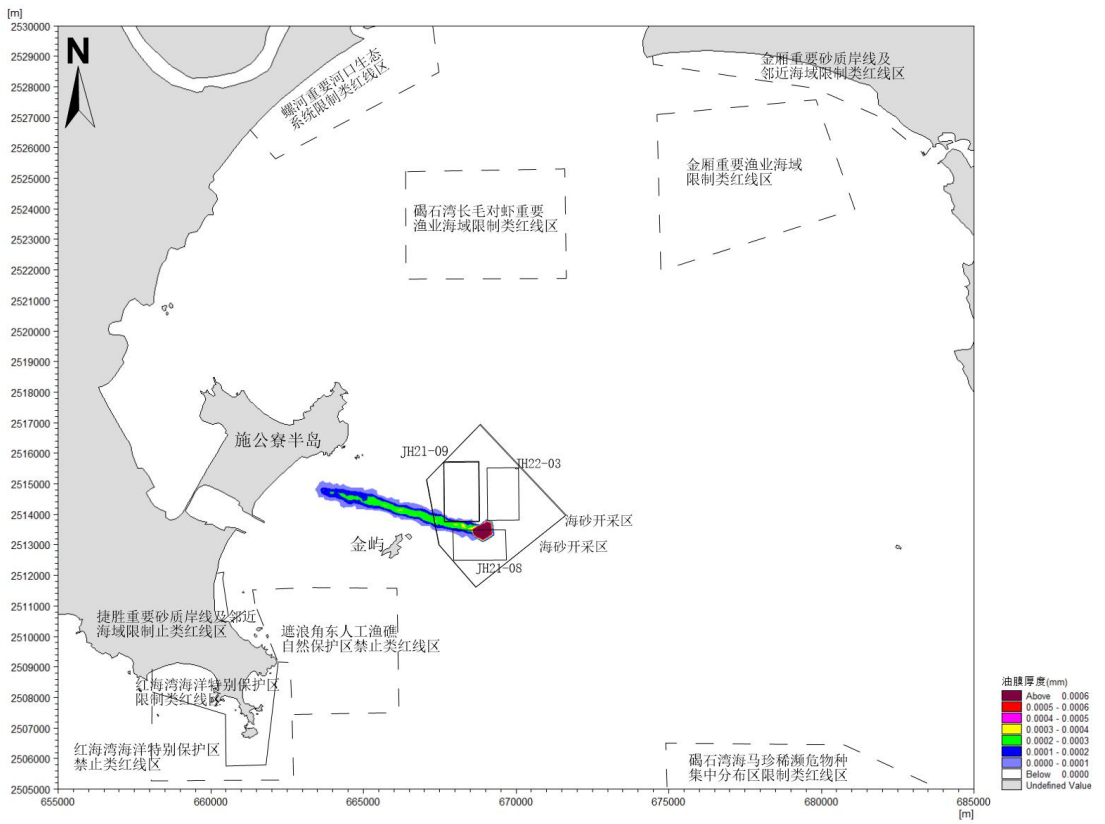 [m]
2530000
2529000
2528000
2527000
2526000
2525000
2524000
2523000
2522000
2521000
2520000
2519000
2518000
2517000
2516000
2515000
2514000
2513000
2512000
2511000
2510000
2509000
2508000
2507000
2506000
2505000
N
螺河重要河口生态
系统限制类红线区
金厢重要砂质岸线及
邻近海域限制类红线区
金厢重要渔业海域
限制类红线区
碣石湾长毛对虾重要
渔业海域限制类红线区
施公寮半岛
JH21-09
JH22-03
海砂开采区
海砂开采区
金屿
JH21-08
捷胜重要砂质岸线及邻近
海域限制止类红线区
遮浪角东人工渔礁
自然保护区禁止类红线区
红海湾海洋特别保护区
限制类红线区
红海湾海洋特别保护区
禁止类红线区
碣石湾海马珍稀濒危物种
集中分布区限制类红线区
655000
660000
665000
670000
675000
680000
685000
[m]
油膜厚度(mm)
Above 0.0006
0.0005 - 0.0006
0.0004 - 0.0005
0.0003 - 0.0004
0.0002 - 0.0003
0.0001 - 0.0002
0.0000 - 0.0001
Below 0.0000
Undefined Value